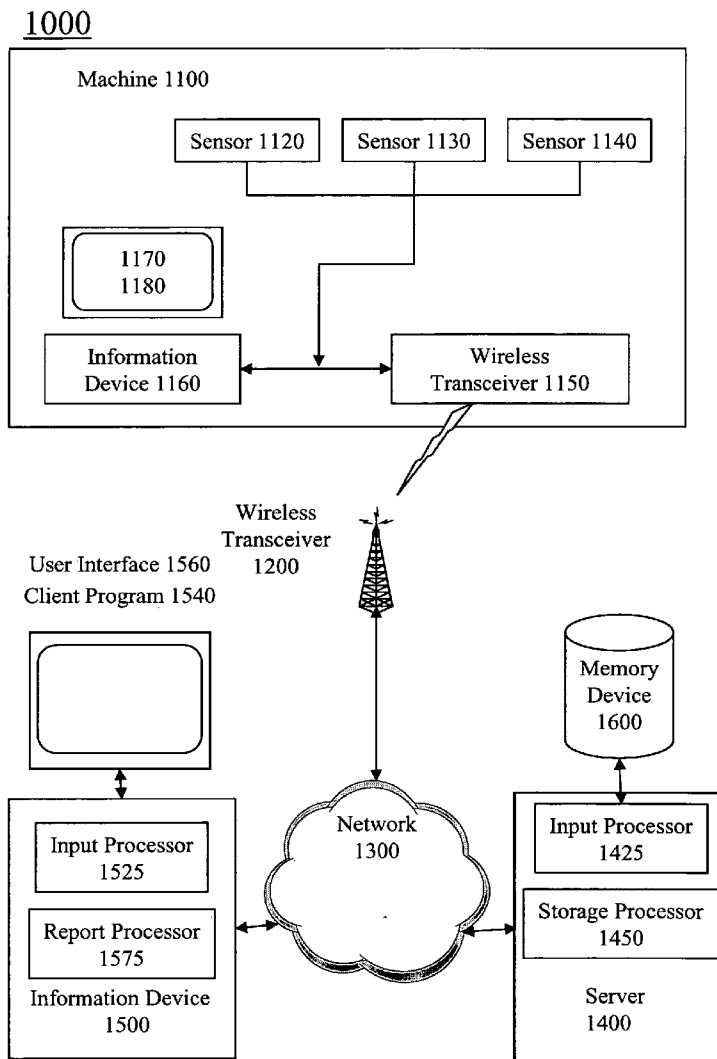 1000
Machine 1100
Sensor 1120
Sensor 1130
Sensor 1140
1170
1180
Information
Device 1160
Wireless
Transceiver 1150
Wireless
Transceiver
1200
User Interface 1560
Client Program 1540
Memory
Device
1600
Network
1300
Input Processor
1525
Report Processor
1575
Information Device
1500
Input Processor
1425
Storage Processor
1450
Server
1400